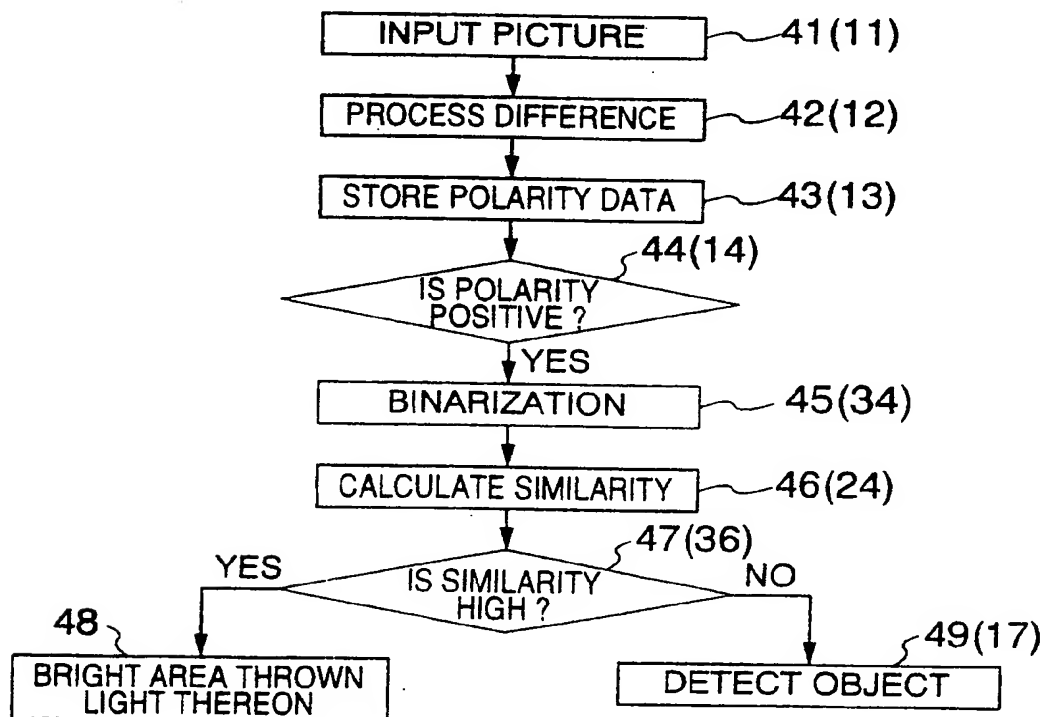 INPUT PICTURE
41(11)
PROCESS DIFFERENCE
42(12)
STORE POLARITY DATA
43(13)
44(14)
IS POLARITY
POSITIVE ?
YES
BINARIZATION
45(34)
CALCULATE SIMILARITY
46(24)
47(36)
YES
IS SIMILARITY
HIGH ?
NO
48
49(17)
BRIGHT AREA THROWN
LIGHT THEREON
DETECT OBJECT